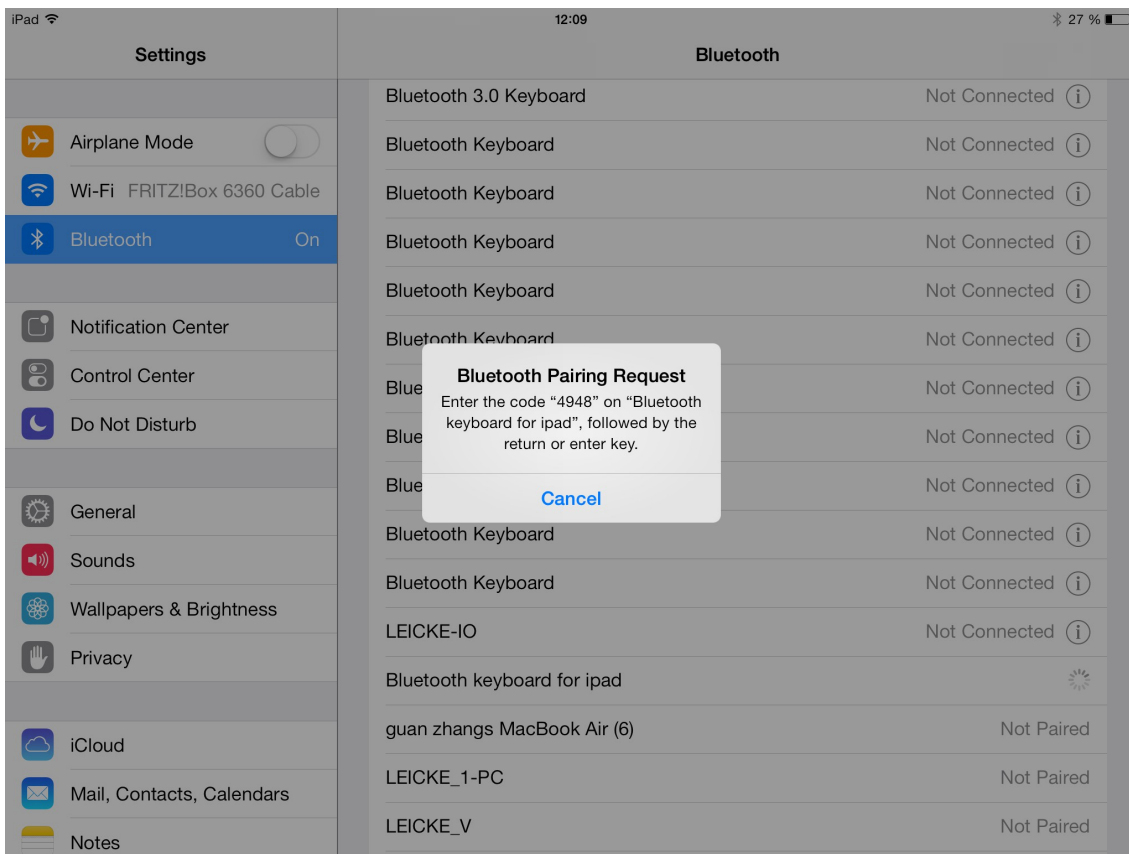 iPad
12:09
27 %
Settings
Bluetooth
Airplane Mode
Wi-Fi FRITZ!Box 6360 Cable
Bluetooth On
Notification Center
Control Center
Do Not Disturb
General
Sounds
Wallpapers & Brightness
Privacy
iCloud
Mail, Contacts, Calendars
Notes
Bluetooth 3.0 Keyboard Not Connected
Bluetooth Keyboard Not Connected
Bluetooth Keyboard Not Connected
Bluetooth Keyboard Not Connected
Bluetooth Keyboard Not Connected
Bluetooth Keyboard Not Connected
Blue Not Connected
Blue Not Connected
Blue Not Connected
Bluetooth Keyboard Not Connected
Bluetooth Keyboard Not Connected
LEICKE-IO Not Connected
Bluetooth keyboard for ipad
guan zhangs MacBook Air (6) Not Paired
LEICKE_1-PC Not Paired
LEICKE_V Not Paired
Bluetooth Pairing Request
Enter the code “4948” on “Bluetooth
keyboard for ipad”, followed by the
return or enter key.
Cancel